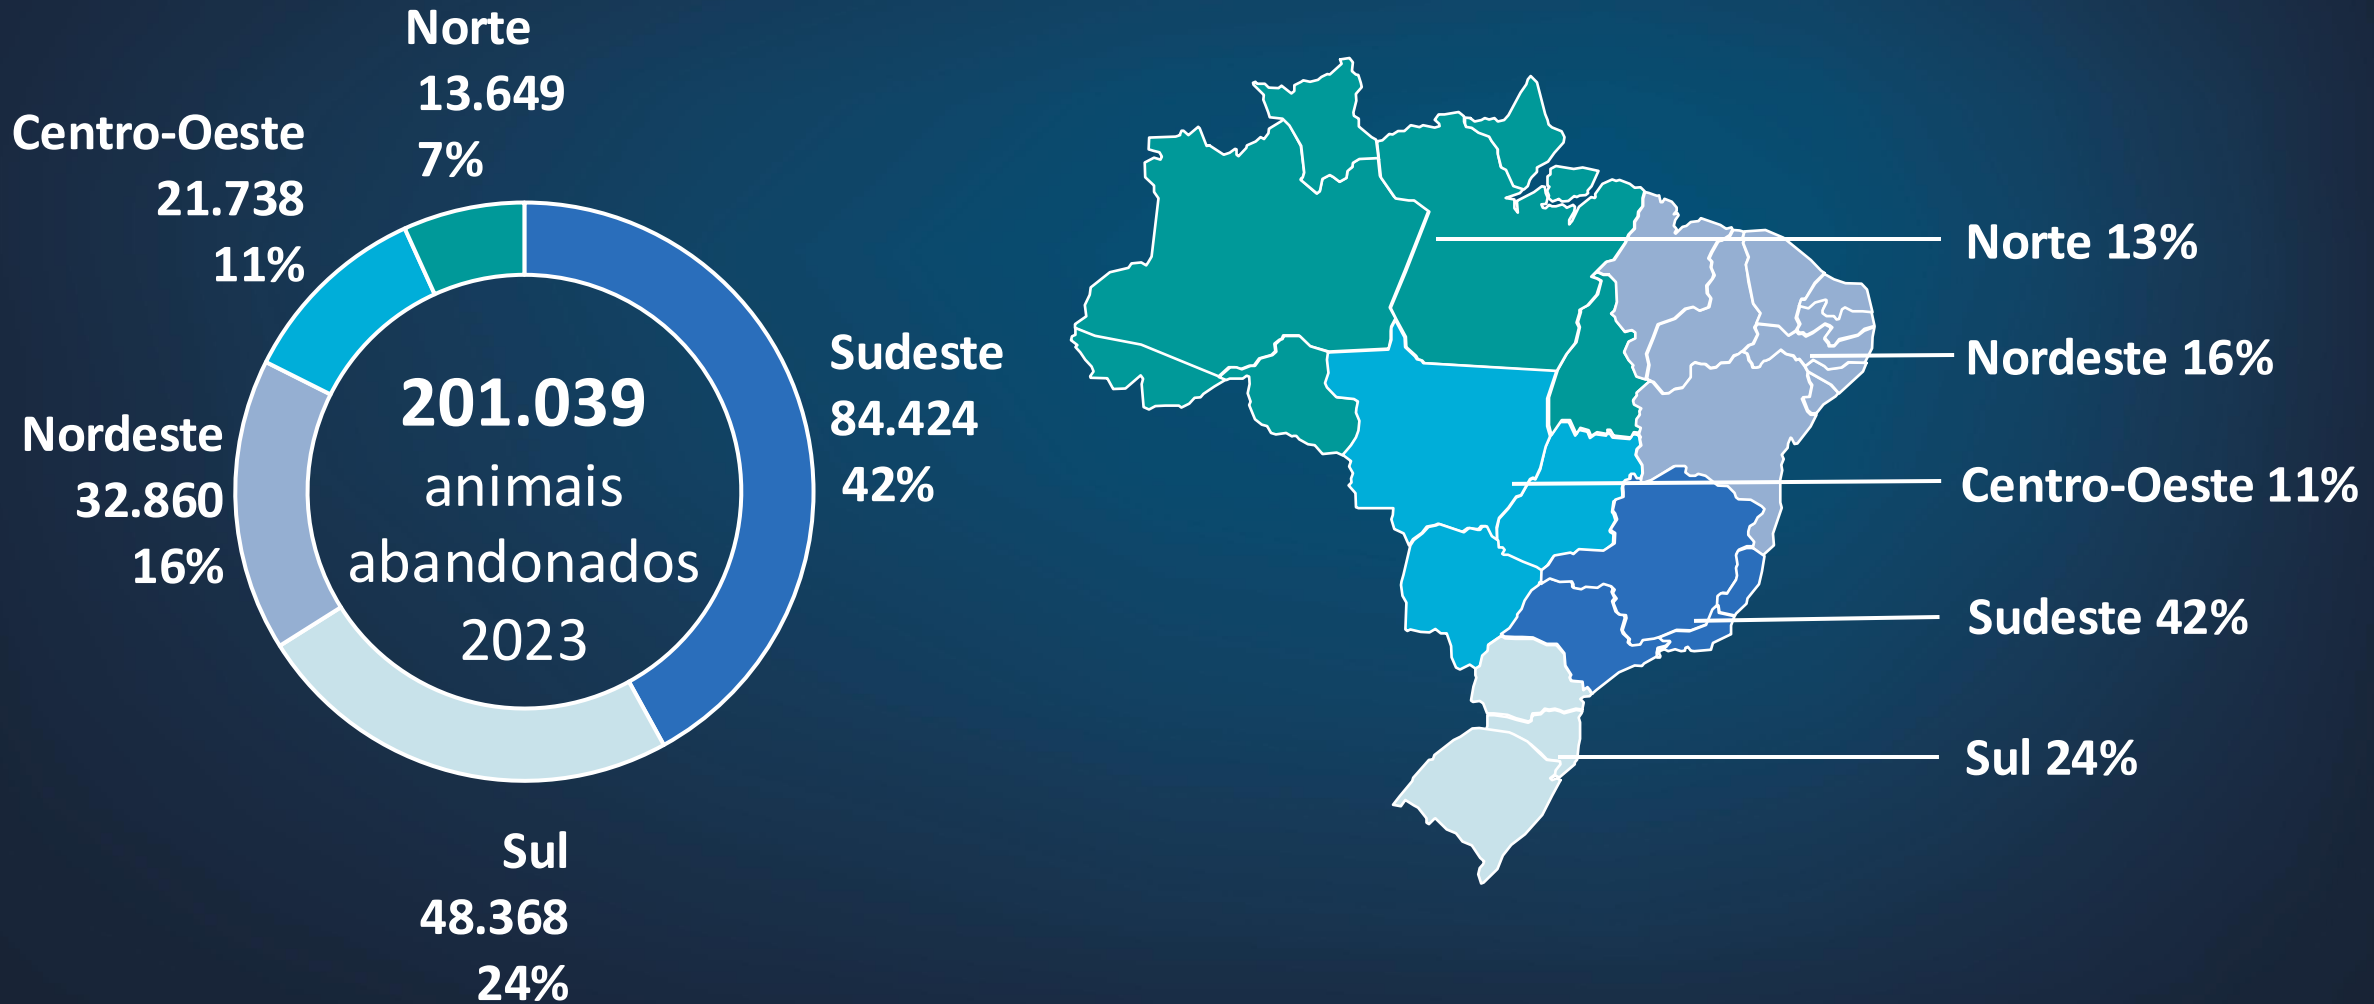 Norte
13.649
7%
Centro-Oeste
21.738
11%
Nordeste
32.860
16%
201.039
animais
abandonados
2023
Sudeste
84.424
42%
Sul
48.368
24%
Norte 13%
Nordeste 16%
Centro-Oeste 11%
Sudeste 42%
Sul 24%